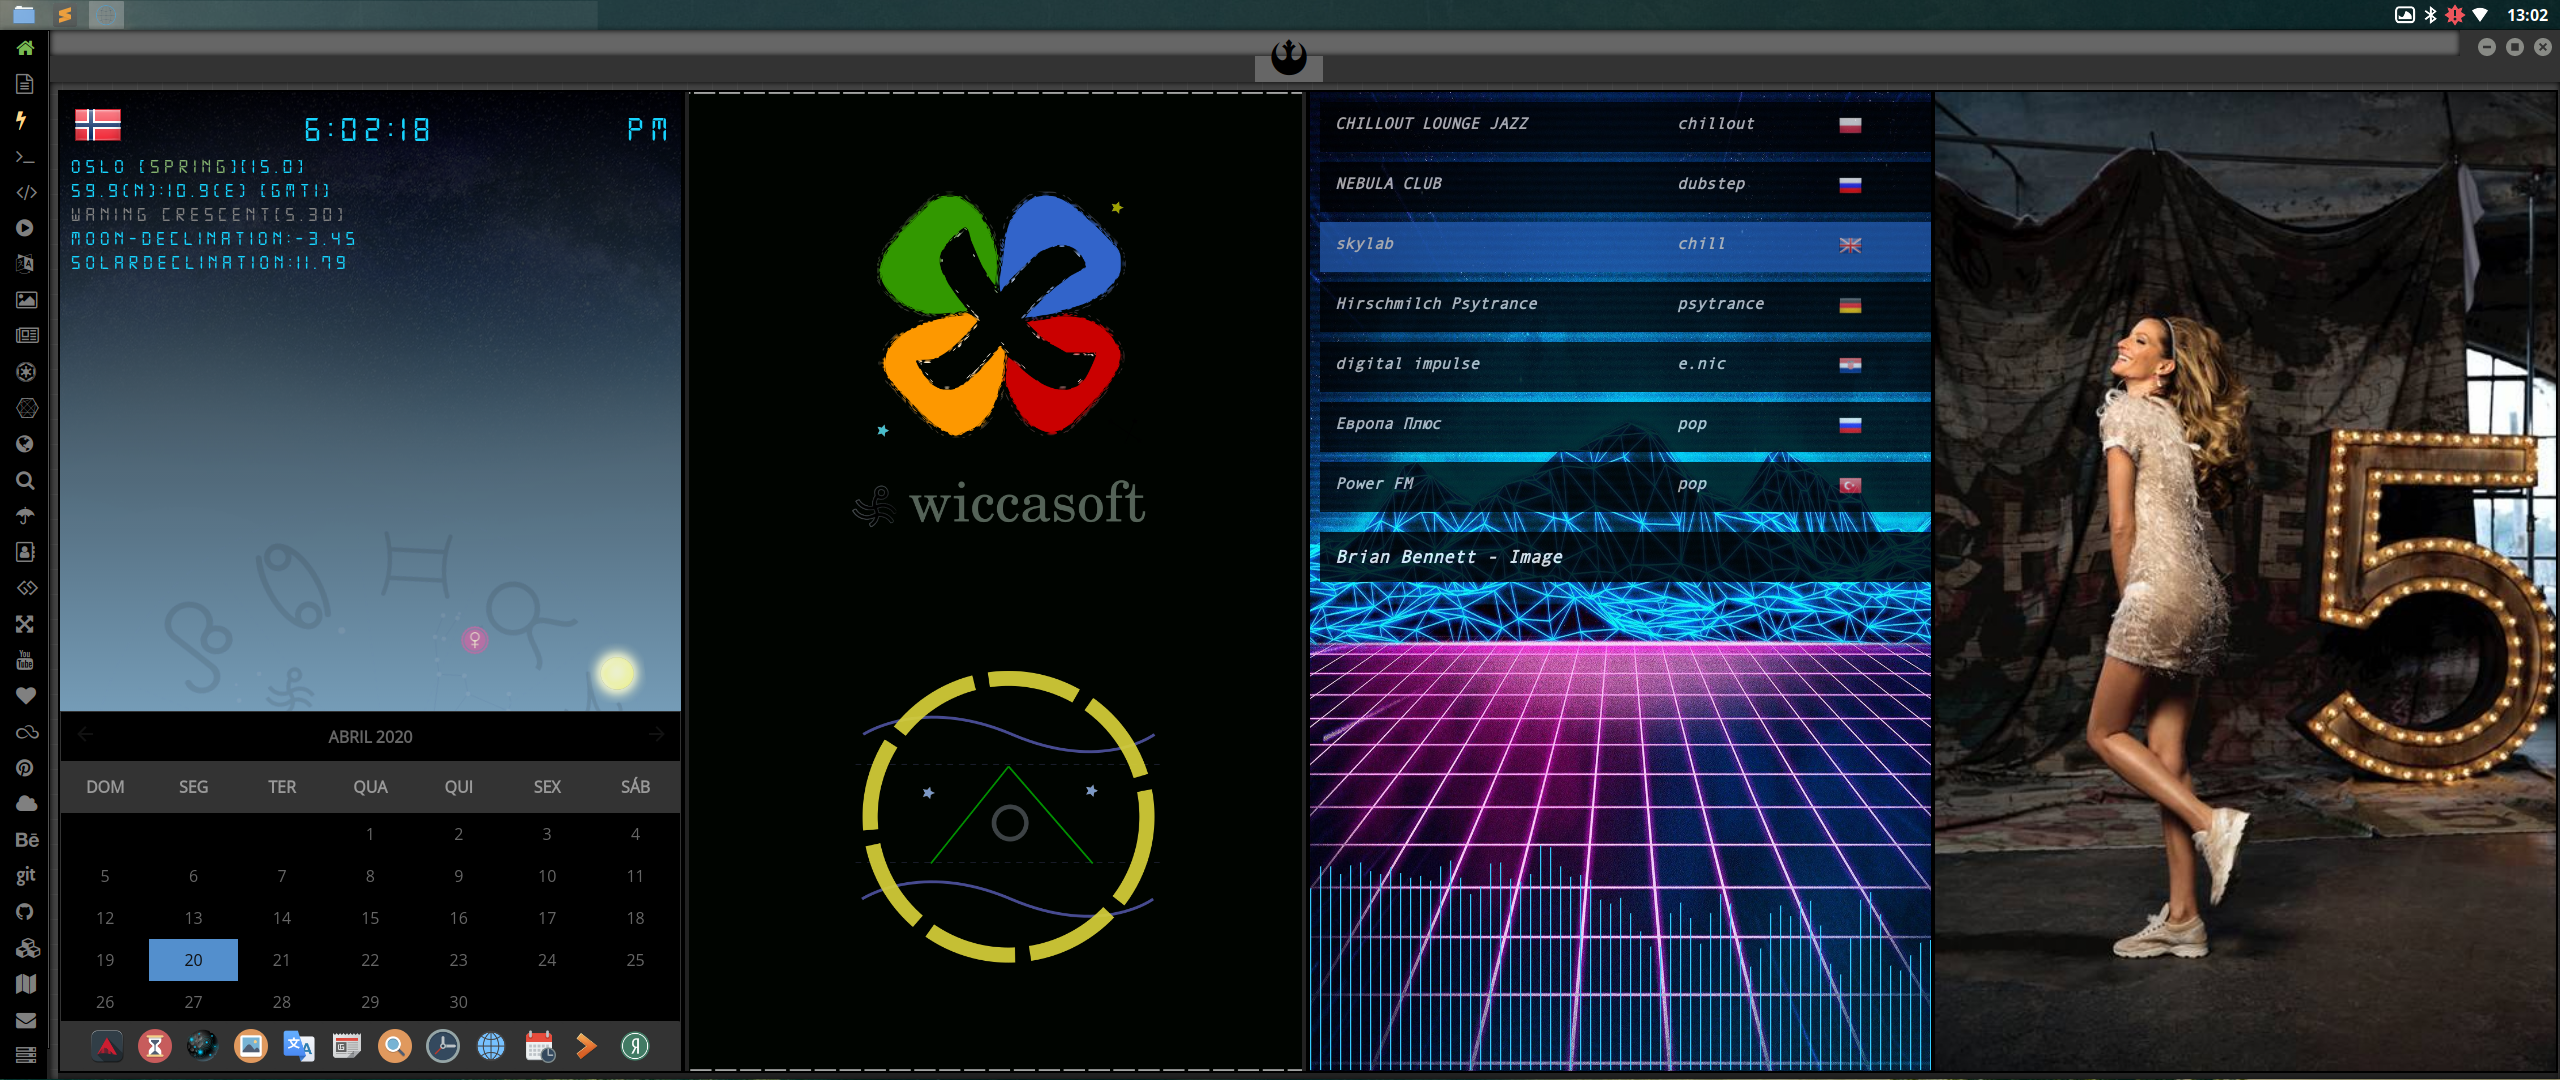 13:02
6:02:18 PM
OSLO [SPRING][15.0]
59.9(N):10.9(E) [GMT1]
WANING CRESCENT[5.30]
MOON-DECLINATION:-3.45
SOLARDECLINATION:11.79
ABRIL 2020
DOM SEG TER QUA QUI SEX SÁB
1 2 3 4
5 6 7 8 9 10 11
12 13 14 15 16 17 18
19 20 21 22 23 24 25
26 27 28 29 30
wiccasoft
CHILLOUT LOUNGE JAZZ chillout
NEBULA CLUB dubstep
skylab chill
Hirschmilch Psytrance psytrance
digital impulse e.nic
Европа Плюс pop
Power FM pop
Brian Bennett - Image
5
You
Tube
Bē
git